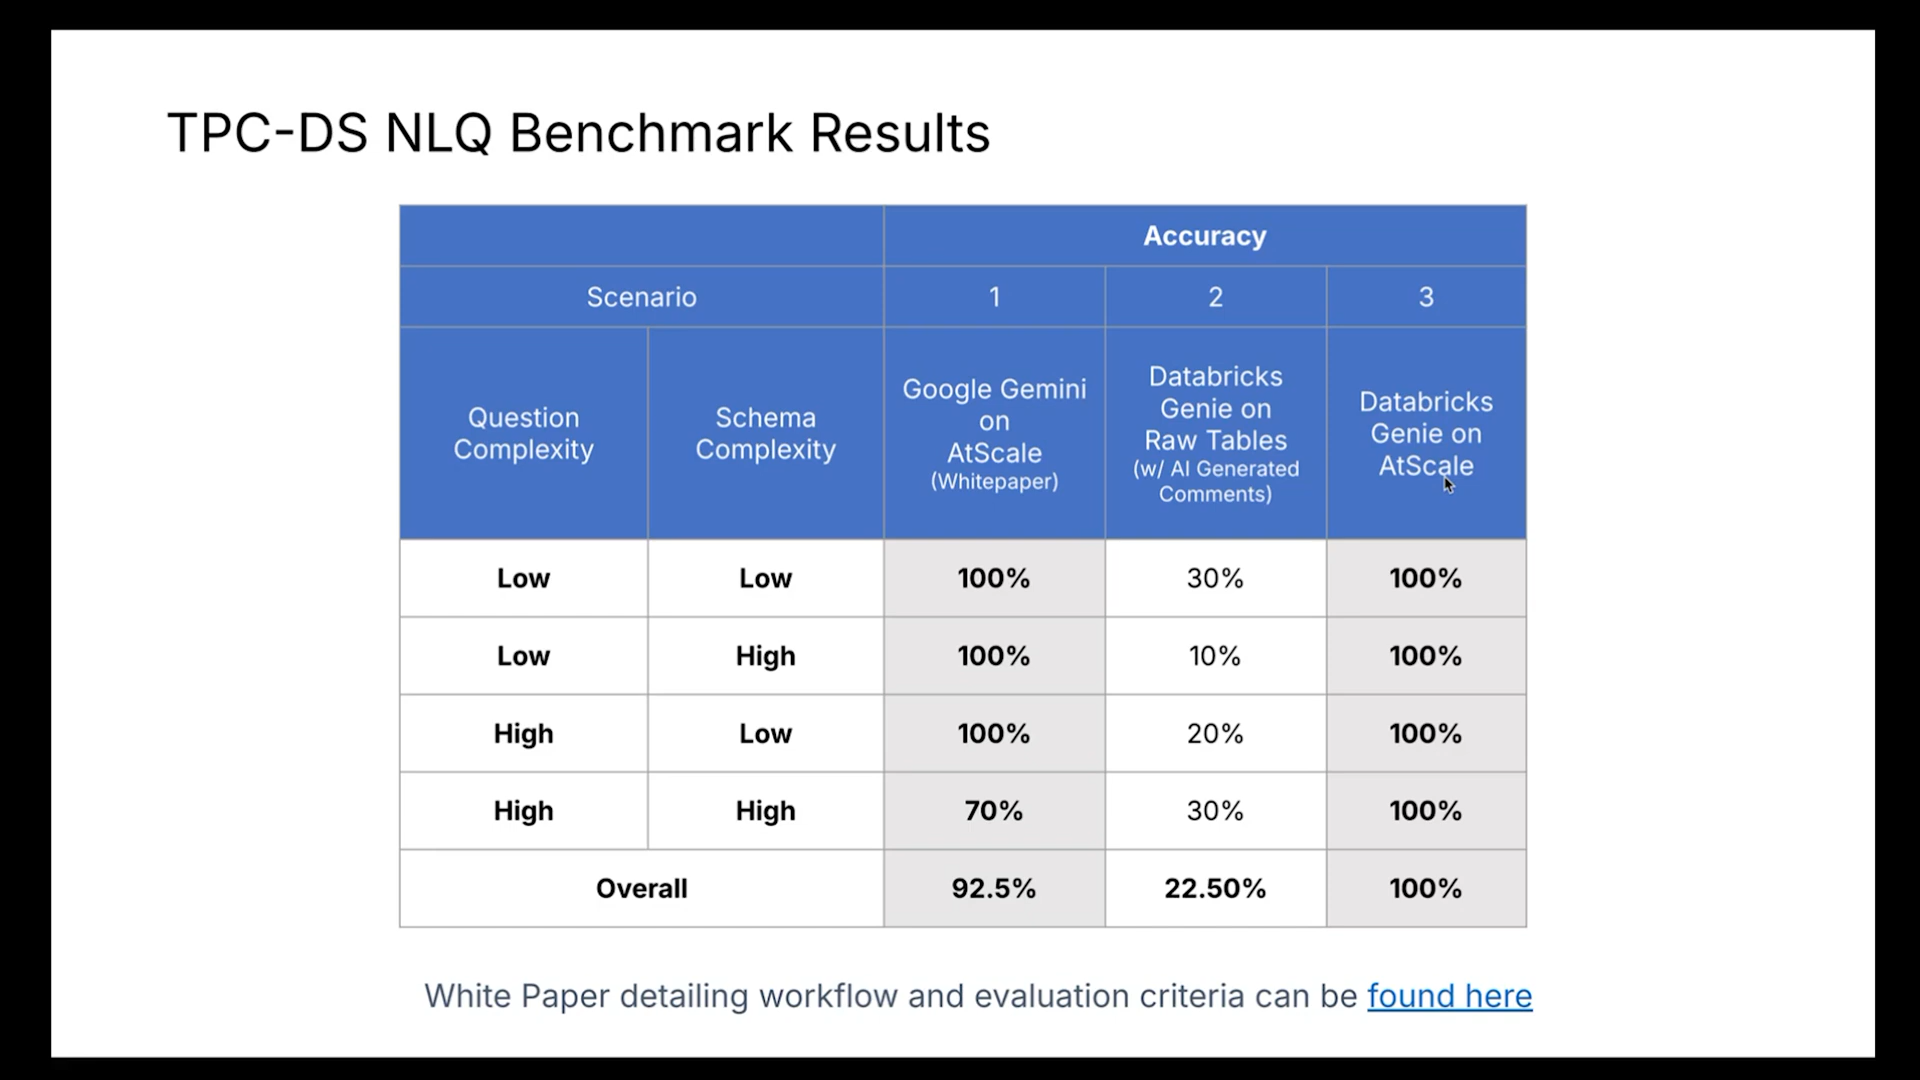 TPC-DS NLQ Benchmark Results
Accuracy
Scenario 1 2 3
Question
Complexity
Schema
Complexity
Google Gemini
on
AtScale
(Whitepaper)
Databricks
Genie on
Raw Tables
(w/ AI Generated
Comments)
Databricks
Genie on
AtScale
Low Low 100% 30% 100%
Low High 100% 10% 100%
High Low 100% 20% 100%
High High 70% 30% 100%
Overall 92.5% 22.50% 100%
White Paper detailing workflow and evaluation criteria can be found here